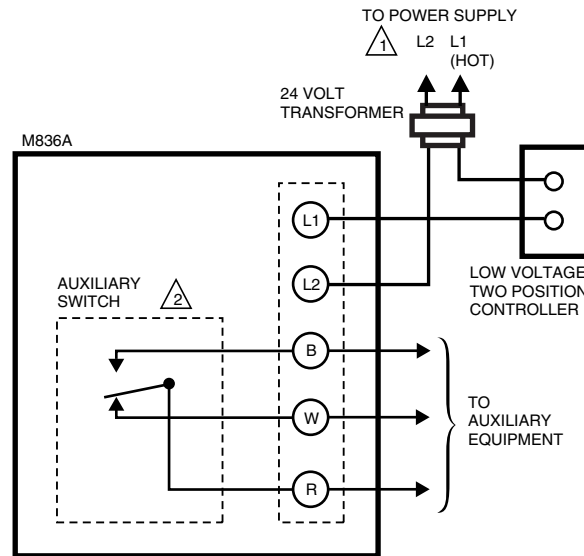 TO POWER SUPPLY
1 L2 L1
(HOT)
24 VOLT
TRANSFORMER
M836A
L1
L2
AUXILIARY
SWITCH
2
B
W
R
LOW VOLTAGE
TWO POSITION
CONTROLLER
TO
AUXILIARY
EQUIPMENT